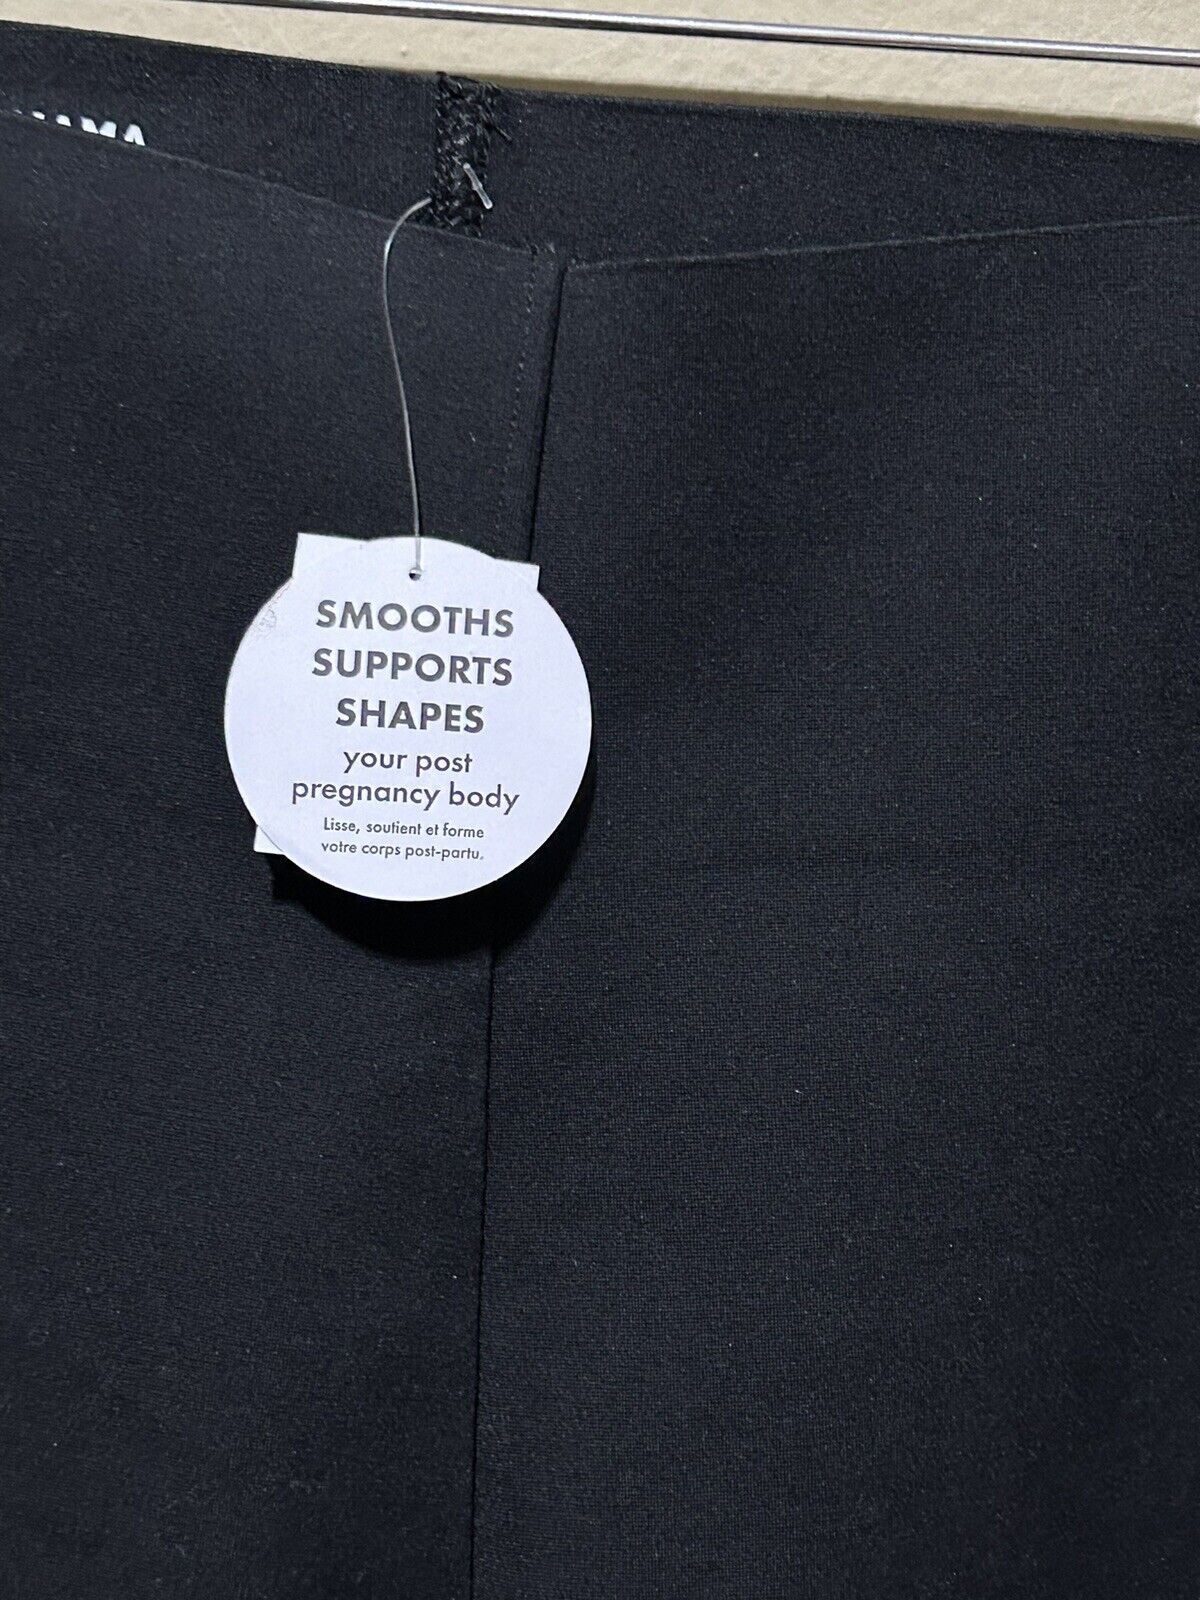 SMOOTHS
SUPPORTS
SHAPES
your post
pregnancy body
Lisse, soutient et forme
votre corps post-partu.